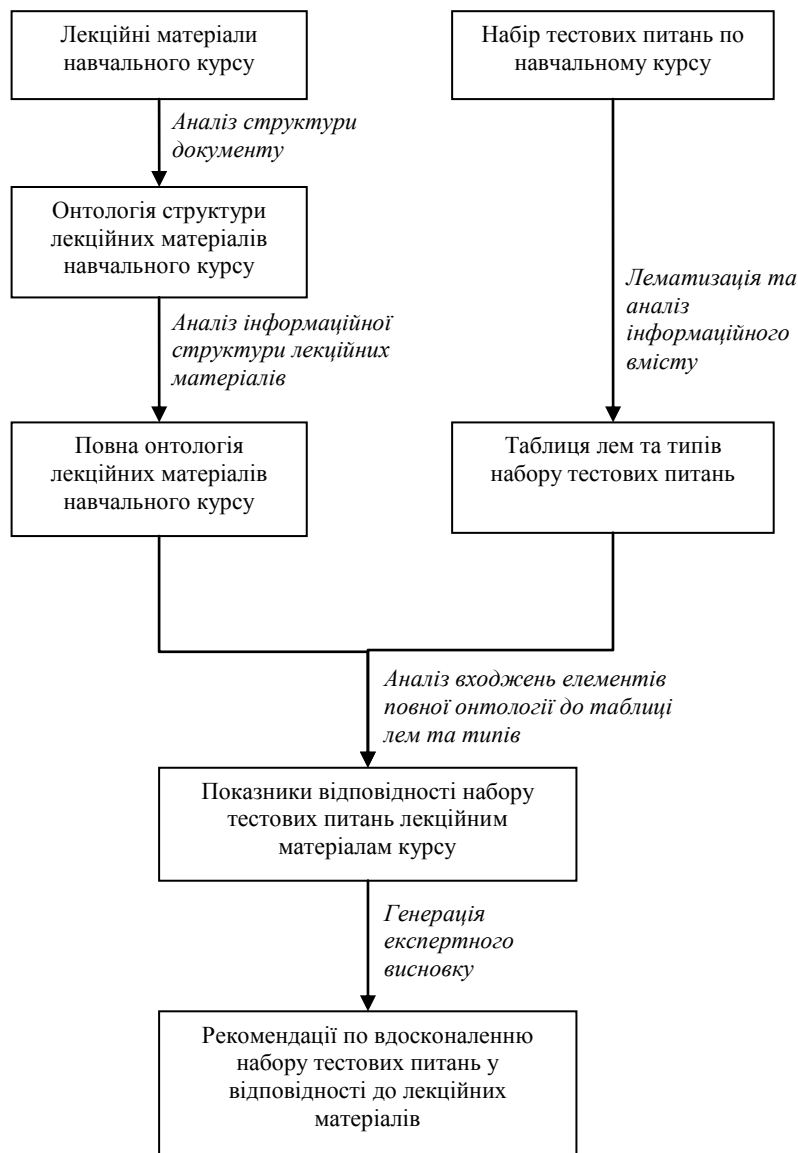 Лекційні матеріали
навчального курсу
Набір тестових питань по
навчальному курсу
Аналіз структури
документу
Онтологія структури
лекційних матеріалів
навчального курсу
Лематизація та
аналіз
інформаційного
вмісту
Аналіз інформаційної
структури лекційних
матеріалів
Повна онтологія
лекційних матеріалів
навчального курсу
Таблиця лем та типів
набору тестових питань
Аналіз входжень елементів
повної онтології до таблиці
лем та типів
Показники відповідності набору
тестових питань лекційним
матеріалам курсу
Генерація
експертного
висновку
Рекомендації по вдосконаленню
набору тестових питань у
відповідності до лекційних
матеріалів